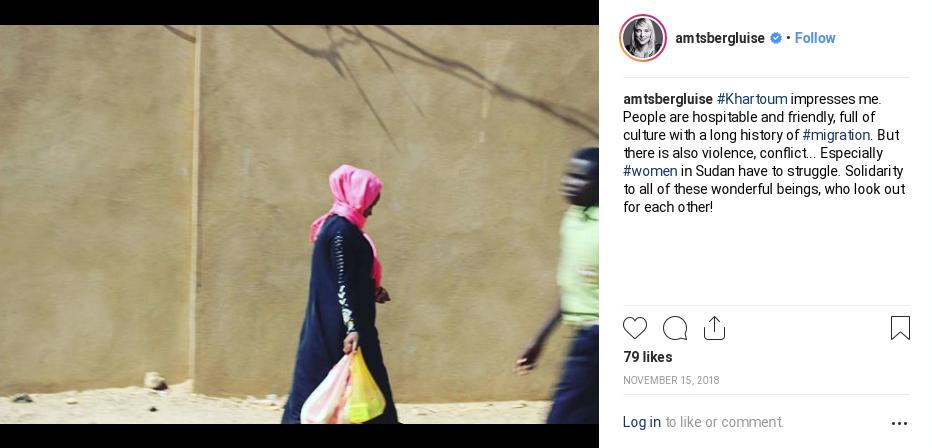 amtsbergluise • Follow
amtsbergluise #Khartoum impresses me.
People are hospitable and friendly, full of
culture with a long history of #migration. But
there is also violence, conflict... Especially
#women in Sudan have to struggle. Solidarity
to all of these wonderful beings, who look out
for each other!
79 likes
NOVEMBER 15, 2018
Log in to like or comment.